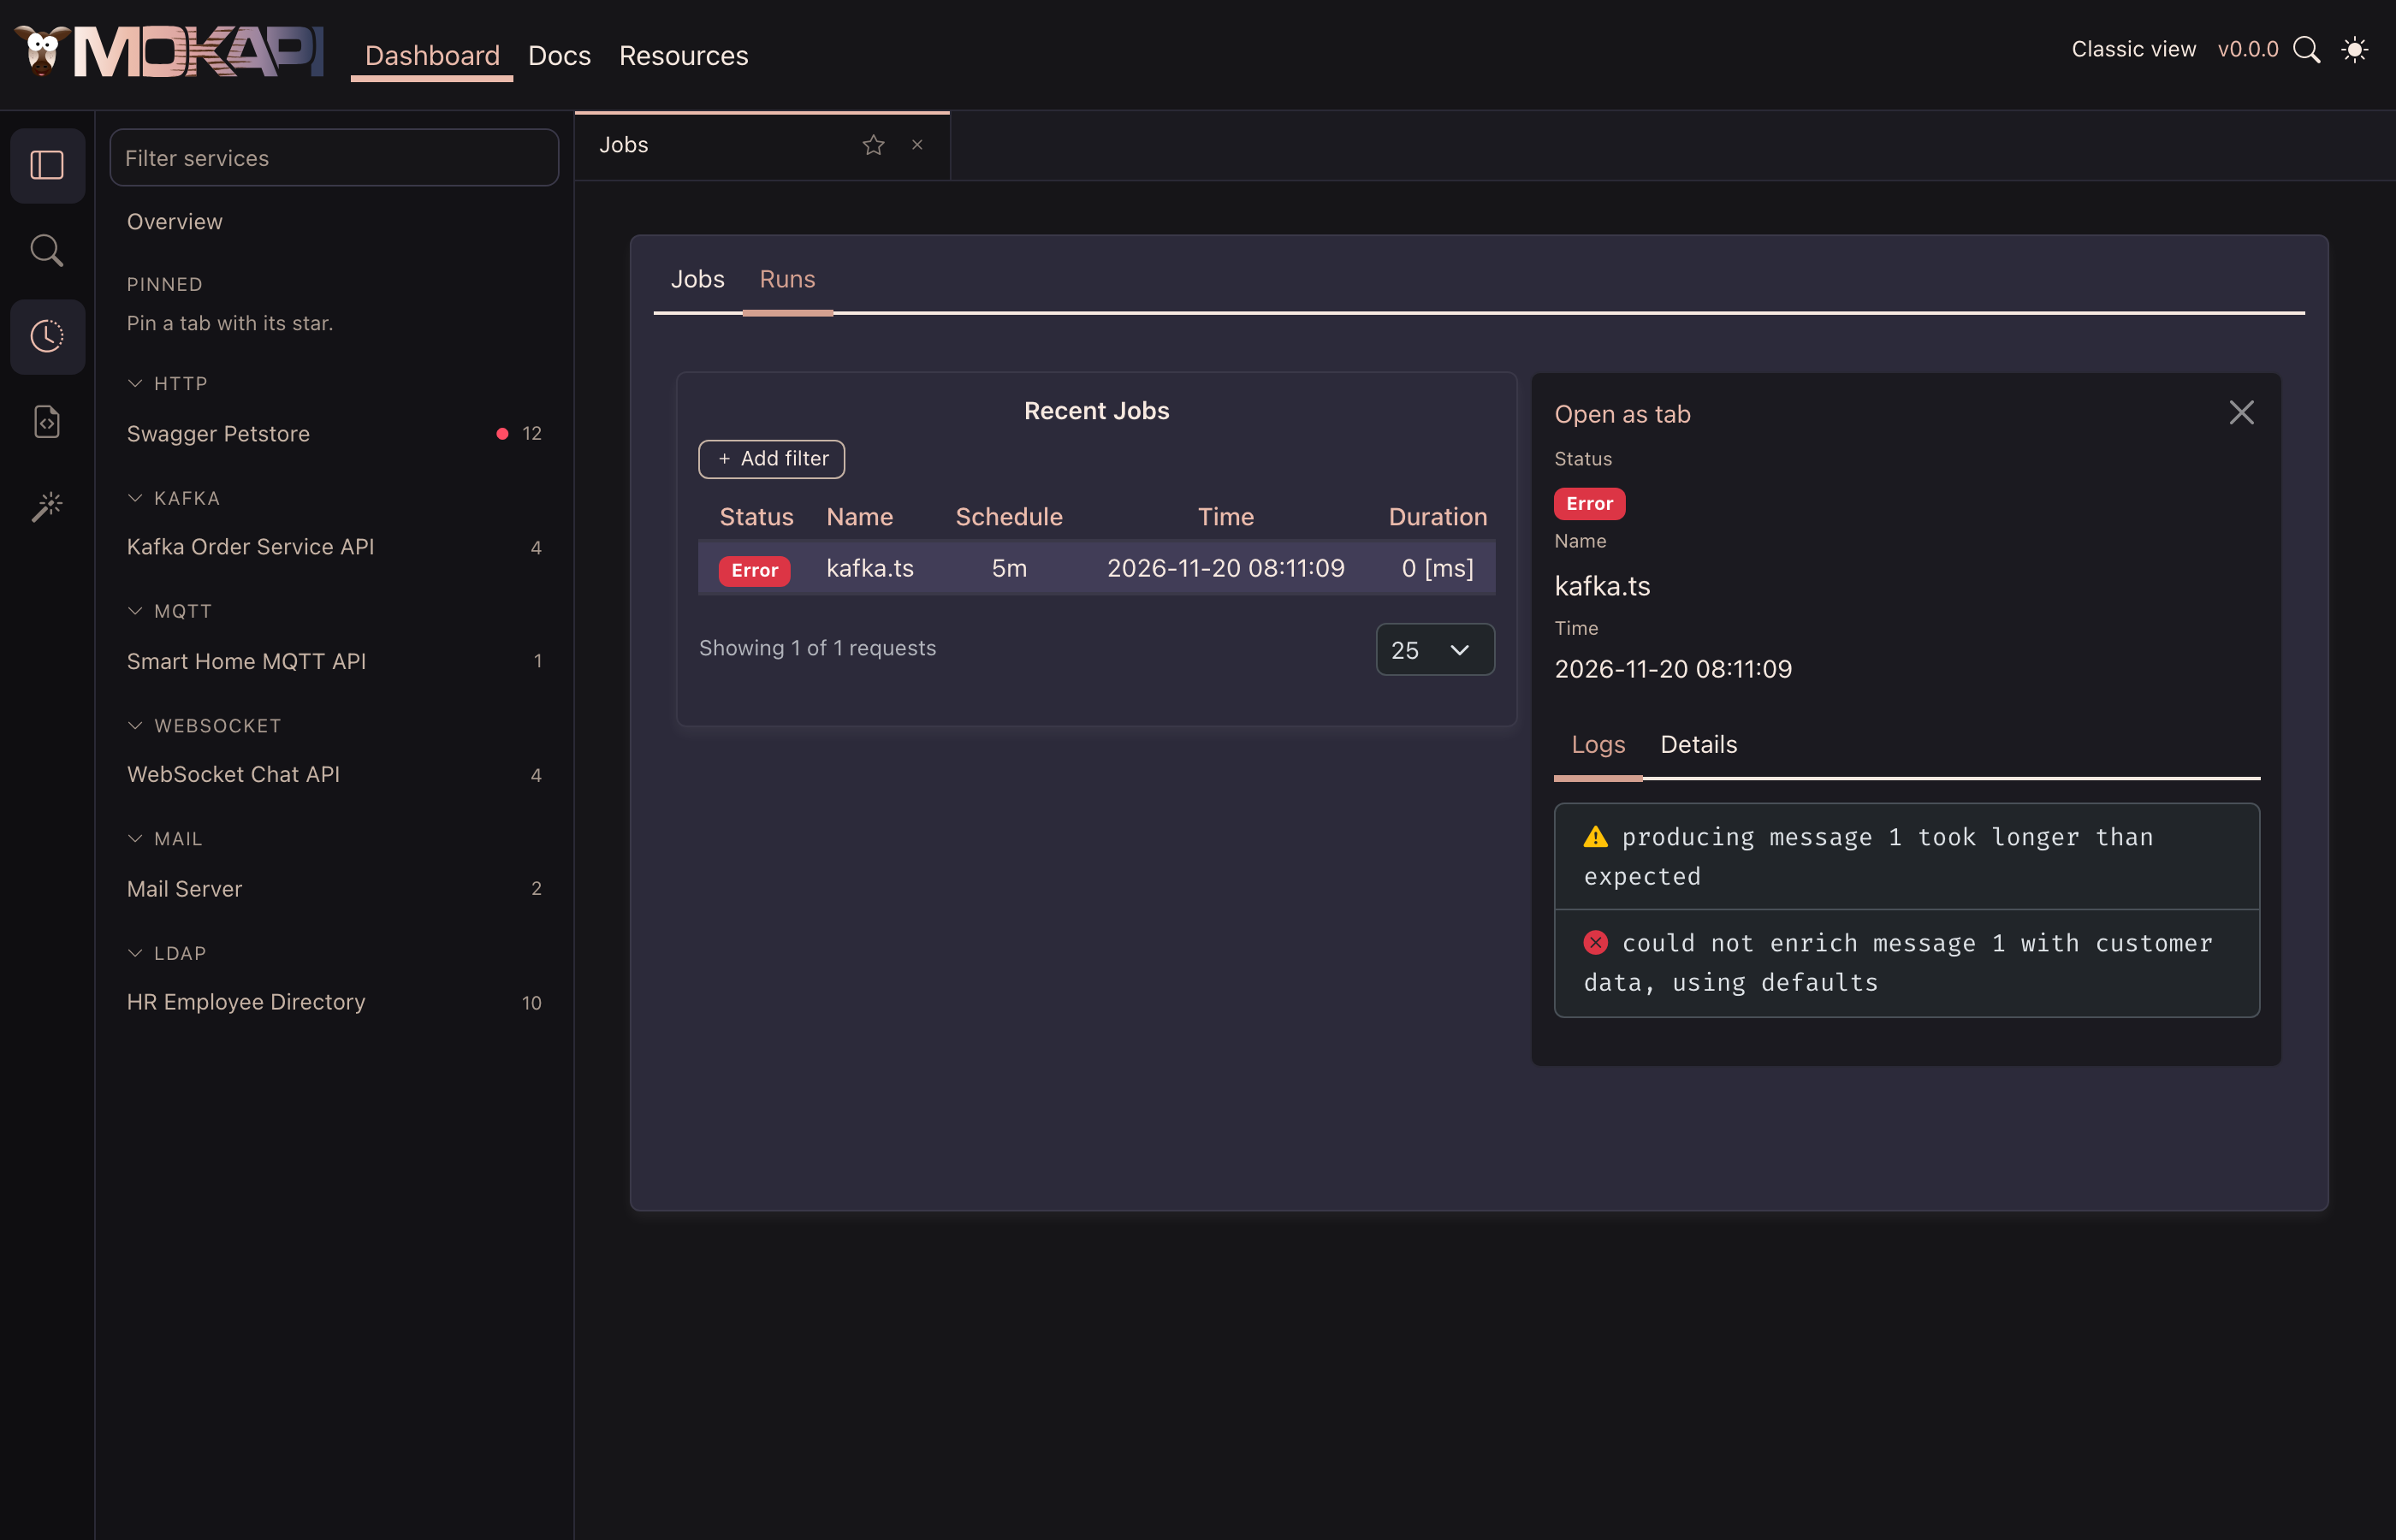 MOKAPI
Dashboard
Docs
Resources
Classic view
v0.0.0
Filter services
Overview
PINNED
Pin a tab with its star.
HTTP
Swagger Petstore 12
KAFKA
Kafka Order Service API 4
MQTT
Smart Home MQTT API 1
WEBSOCKET
WebSocket Chat API 4
MAIL
Mail Server 2
LDAP
HR Employee Directory 10
Jobs
Jobs
Runs
Recent Jobs
+ Add filter
Status Name Schedule Time Duration
Error kafka.ts 5m 2026-11-20 08:11:09 0 [ms]
Showing 1 of 1 requests
25
Open as tab
Status
Error
Name
kafka.ts
Time
2026-11-20 08:11:09
Logs
Details
producing message 1 took longer than
expected
could not enrich message 1 with customer
data, using defaults